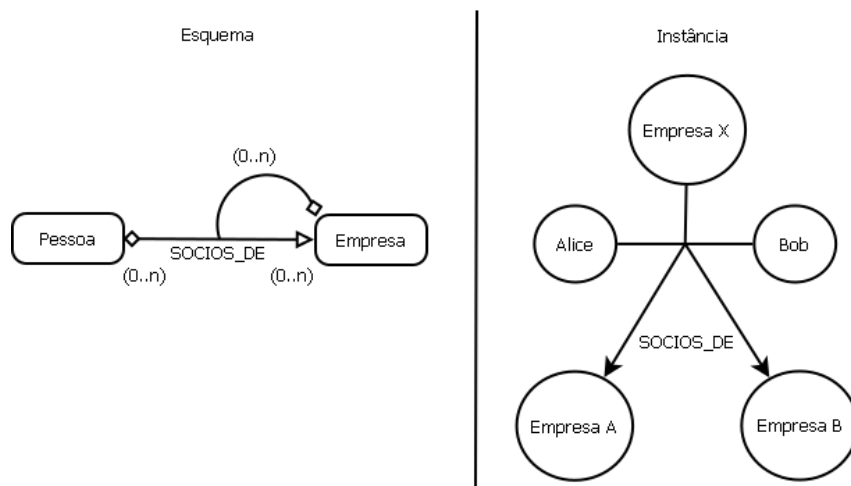 Esquema
(0..n)
Pessoa
Empresa
SOCIOS_DE
(0..n)
(0..n)
Instância
Empresa X
Alice
Bob
SOCIOS_DE
Empresa A
Empresa B